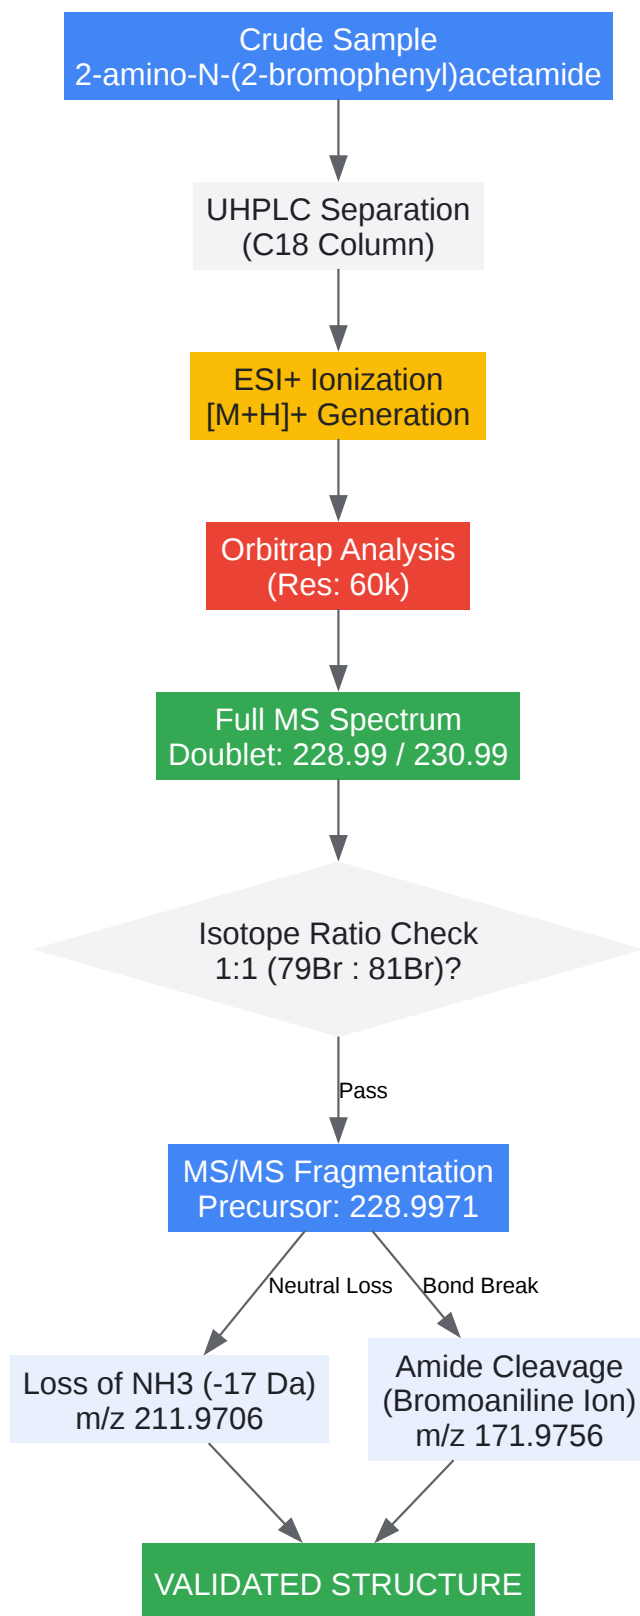 Crude Sample
2-amino-N-(2-bromophenyl)acetamide
UHPLC Separation
(C18 Column)
ESI+ Ionization
[M+H]+ Generation
Orbitrap Analysis
(Res: 60k)
Full MS Spectrum
Doublet: 228.99 / 230.99
Isotope Ratio Check
1:1 (79Br : 81Br)?
Pass
MS/MS Fragmentation
Precursor: 228.9971
Neutral Loss
Bond Break
Loss of NH3 (-17 Da)
m/z 211.9706
Amide Cleavage
(Bromoaniline Ion)
m/z 171.9756
VALIDATED STRUCTURE